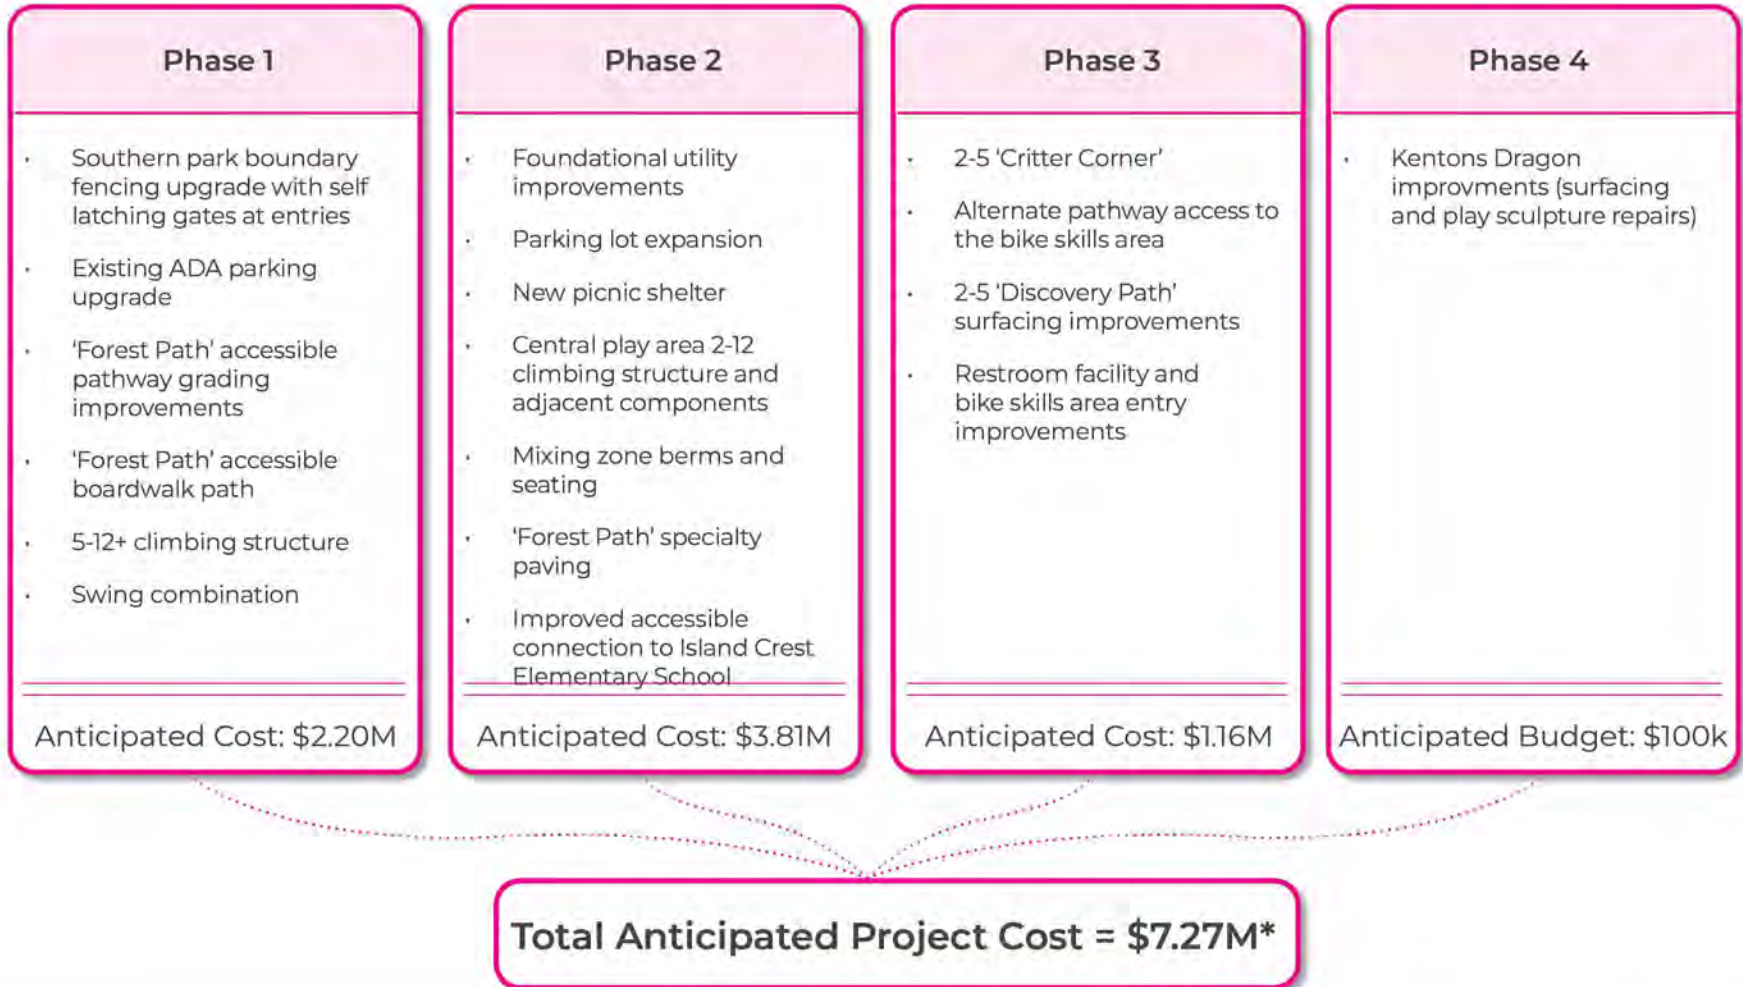 Phase 1
· Southern park boundary
fencing upgrade with self
latching gates at entries
· Existing ADA parking
upgrade
· 'Forest Path' accessible
pathway grading
improvements
· 'Forest Path' accessible
boardwalk path
· 5-12+ climbing structure
· Swing combination
Anticipated Cost: $2.20M
Phase 2
· Foundational utility
improvements
· Parking lot expansion
· New picnic shelter
· Central play area 2-12
climbing structure and
adjacent components
· Mixing zone berms and
seating
· 'Forest Path' specialty
paving
· Improved accessible
connection to Island Crest
Elementary School
Anticipated Cost: $3.81M
Phase 3
· 2-5 'Critter Corner'
· Alternate pathway access to
the bike skills area
· 2-5 'Discovery Path'
surfacing improvements
· Restroom facility and
bike skills area entry
improvements
Anticipated Cost: $1.16M
Phase 4
· Kentons Dragon
improvments (surfacing
and play sculpture repairs)
Anticipated Budget: $100k
Total Anticipated Project Cost = $7.27M*